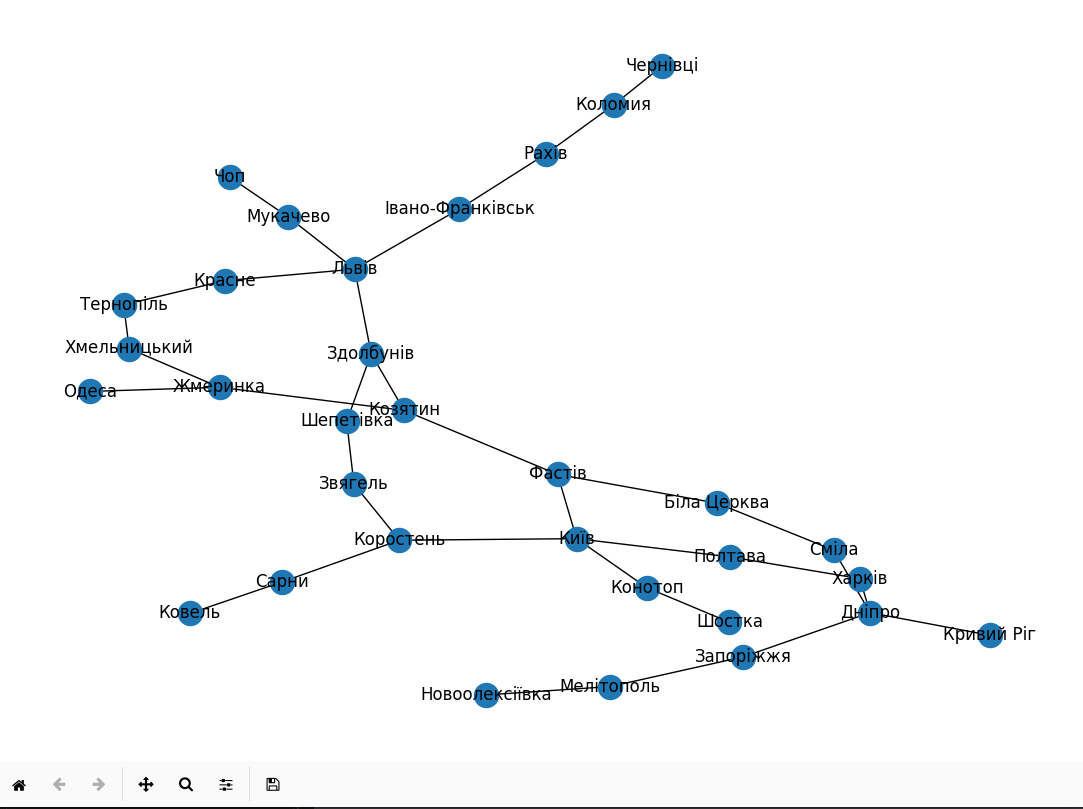 Чернівці
Коломия
Рахів
Чоп
Івано-Франківськ
Мукачево
Львів
Красне
Тернопіль
Хмельницький
Здолбунів
Жмеринка
Одеса
Козятин
Шепетівка
Фастів
Звягель
Біла Церква
Коростень
Київ
Сміла
Полтава
Харків
Сарни
Конотоп
Ковель
Дніпро
Шостка
Кривий Ріг
Запоріжжя
Мелітополь
Новоолексіївка